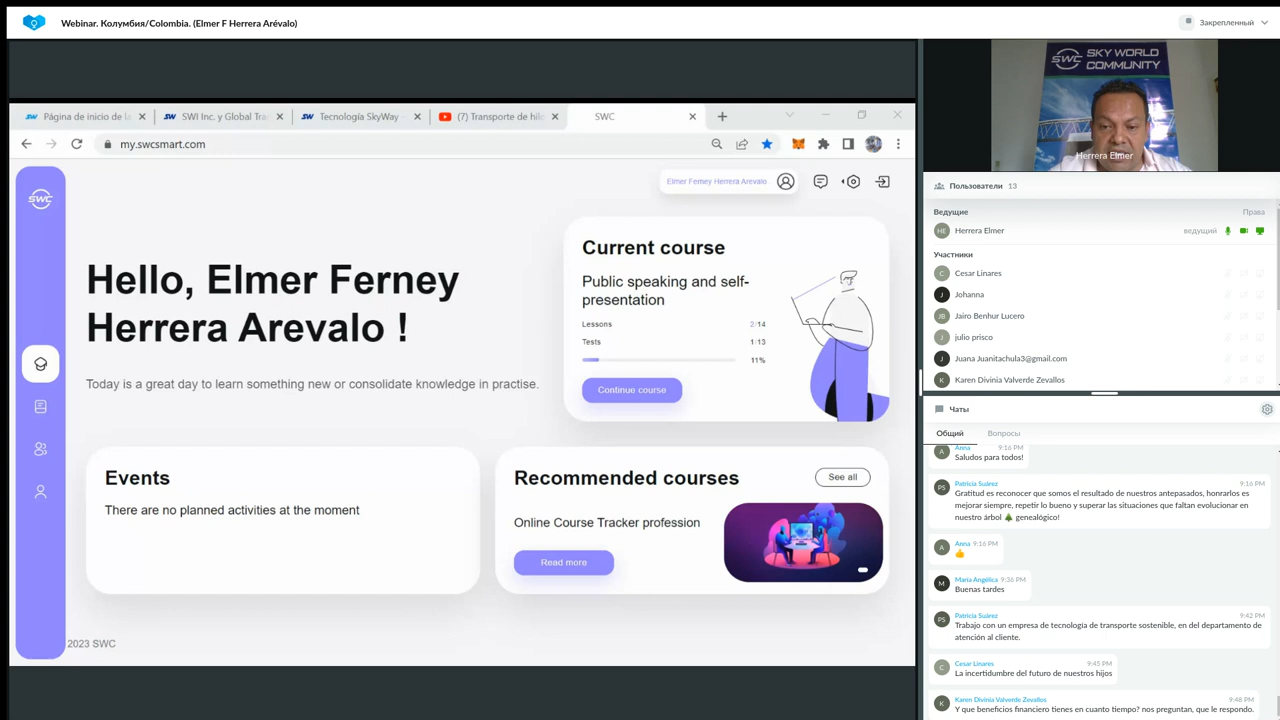 Webinar. Колумбия/Colombia. (Elmer F Herrera Arévalo)
Закрепленный
Página de inicio de la
SWI Inc. y Global Tra
Tecnología SkyWay -
(7) Transporte de hilo
SWC
my.swcsmart.com
SWC
Elmer Ferney Herrera Arevalo
Hello, Elmer Ferney
Herrera Arevalo !
Today is a great day to learn something new or consolidate knowledge in practise.
Current course
Public speaking and self-
presentation
Lessons 2/14
Tests 1/13
11%
Continue course
Events
There are no planned activities at the moment
Recommended courses
See all
Online Course Tracker profession
Read more
2023 SWC
SWC SKY WORLD
COMMUNITY
Herrera Elmer
Пользователи 13
Ведущие Права
HE Herrera Elmer ведущий
Участники
C Cesar Linares
J Johanna
JB Jairo Benhur Lucero
J julio prisco
J Juana Juanitachula3@gmail.com
K Karen Divinia Valverde Zevallos
Чаты
Общий Вопросы
A Anna 9:16 PM
Saludos para todos!
PS Patricia Suárez 9:16 PM
Gratitud es reconocer que somos el resultado de nuestros antepasados, honrarlos es
mejorar siempre, repetir lo bueno y superar las situaciones que faltan evolucionar en
nuestro árbol 🎄 genealógico!
A Anna 9:16 PM
👍
M María Angélica 9:36 PM
Buenas tardes
PS Patricia Suárez 9:42 PM
Trabajo con un empresa de tecnología de transporte sostenible, en del departamento de
atención al cliente.
C Cesar Linares 9:45 PM
La incertidumbre del futuro de nuestros hijos
K Karen Divinia Valverde Zevallos 9:48 PM
Y que beneficios financiero tienes en cuanto tiempo? nos preguntan, que le respondo.